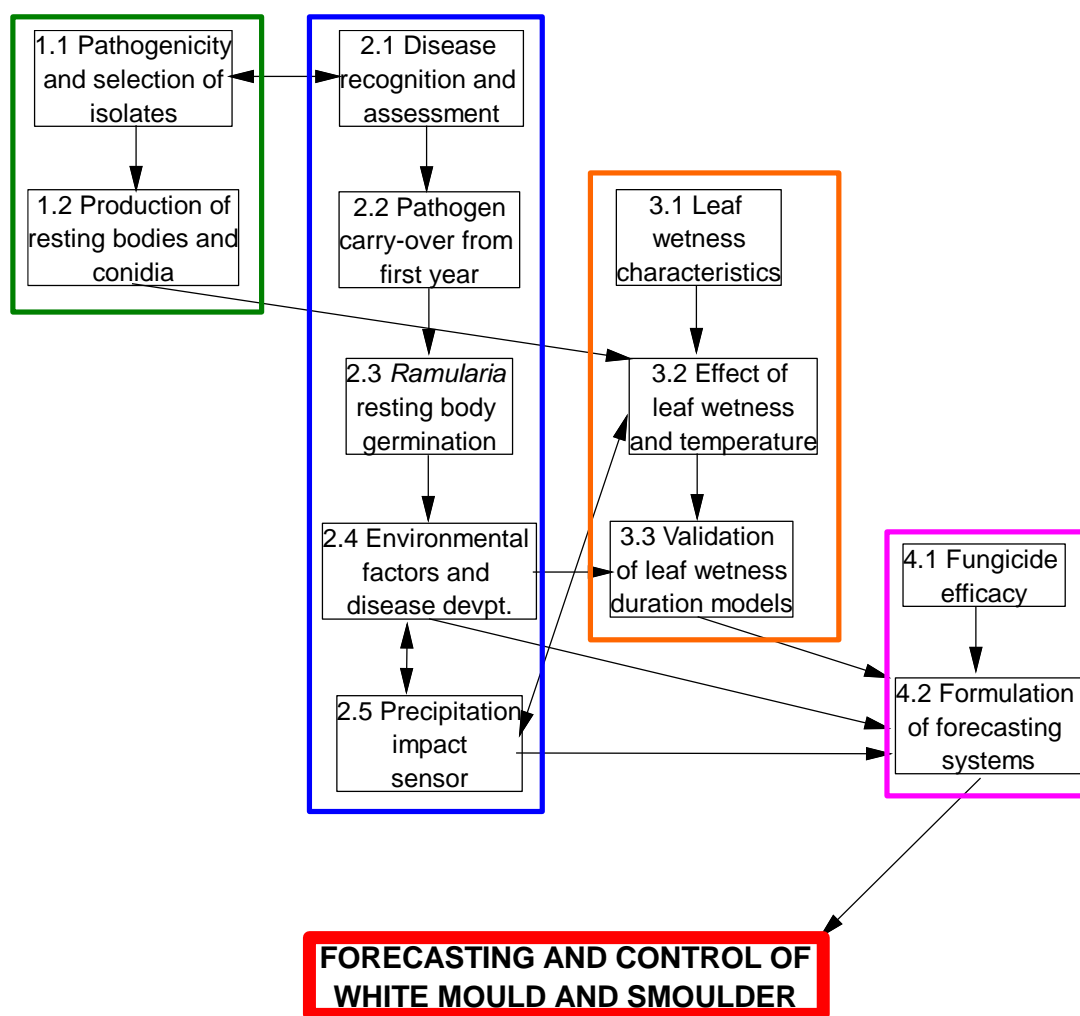 1.1 Pathogenicity
and selection of
isolates
1.2 Production of
resting bodies and
conidia
2.1 Disease
recognition and
assessment
2.2 Pathogen
carry-over from
first year
2.3 Ramularia
resting body
germination
2.4 Environmental
factors and
disease devpt.
2.5 Precipitation
impact
sensor
3.1 Leaf
wetness
characteristics
3.2 Effect of
leaf wetness
and temperature
3.3 Validation
of leaf wetness
duration models
4.1 Fungicide
efficacy
4.2 Formulation
of forecasting
systems
FORECASTING AND CONTROL OF
WHITE MOULD AND SMOULDER